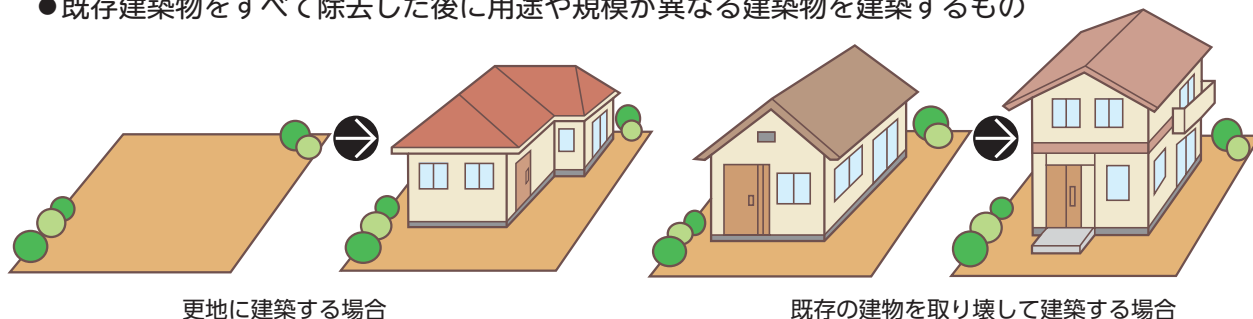 ●既存建築物をすべて除去した後に用途や規模が異なる建築物を建築するもの
更地に建築する場合
既存の建物を取り壊して建築する場合